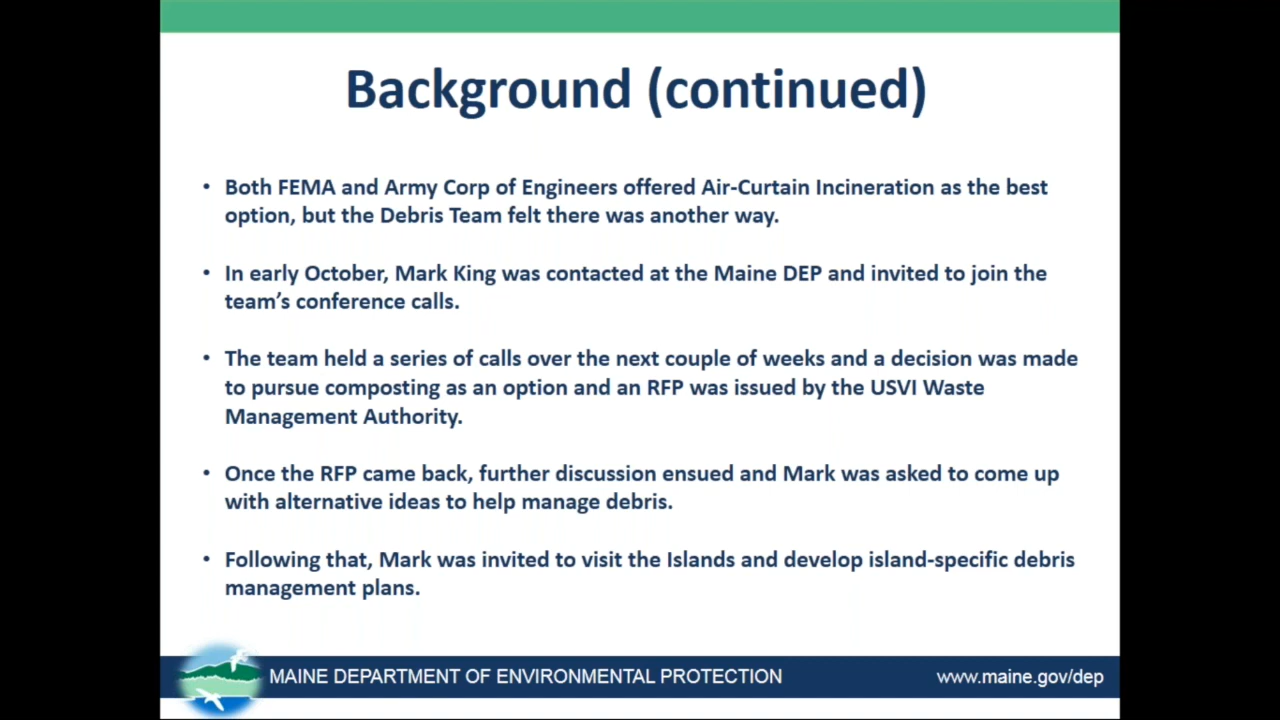 Background (continued)
• Both FEMA and Army Corp of Engineers offered Air-Curtain Incineration as the best
option, but the Debris Team felt there was another way.
• In early October, Mark King was contacted at the Maine DEP and invited to join the
team's conference calls.
• The team held a series of calls over the next couple of weeks and a decision was made
to pursue composting as an option and an RFP was issued by the USVI Waste
Management Authority.
• Once the RFP came back, further discussion ensued and Mark was asked to come up
with alternative ideas to help manage debris.
• Following that, Mark was invited to visit the Islands and develop island-specific debris
management plans.
MAINE DEPARTMENT OF ENVIRONMENTAL PROTECTION
www.maine.gov/dep